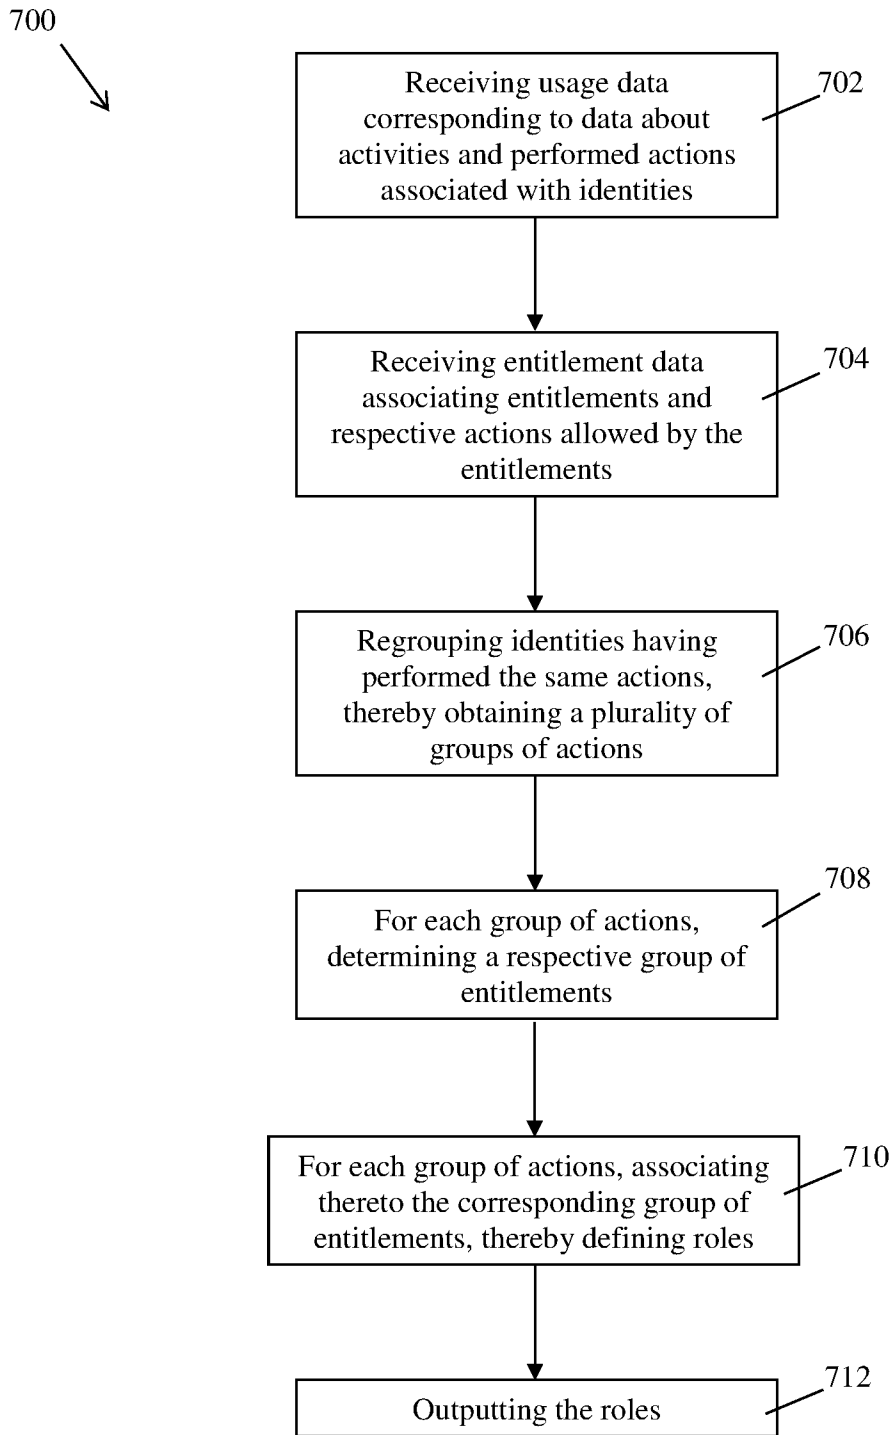 700
Receiving usage data
corresponding to data about
activities and performed actions
associated with identities
702
Receiving entitlement data
associating entitlements and
respective actions allowed by the
entitlements
704
Regrouping identities having
performed the same actions,
thereby obtaining a plurality of
groups of actions
706
For each group of actions,
determining a respective group of
entitlements
708
For each group of actions, associating
thereto the corresponding group of
entitlements, thereby defining roles
710
Outputting the roles
712